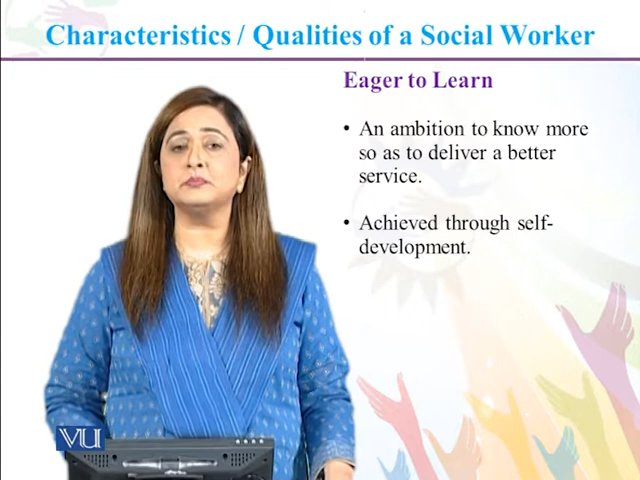 Characteristics / Qualities of a Social Worker
Eager to Learn
• An ambition to know more
so as to deliver a better
service.
• Achieved through self-
development.
VU